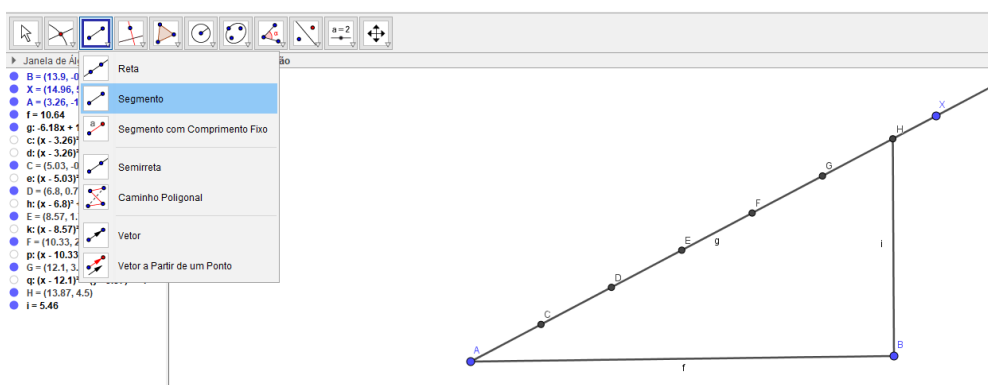 a=2
Janela de Ál
ão
B = (13.9, -0
X = (14.96,
A = (3.26, -1
f = 10.64
g: -6.18x + 1
c: (x - 3.26)²
d: (x - 3.26)²
C = (5.03, -0
e: (x - 5.03)²
D = (6.8, 0.7
h: (x - 6.8)²
E = (8.57, 1.
k: (x - 8.57)²
F = (10.33, 2
p: (x - 10.33
G = (12.1, 3.
q: (x - 12.1)²
H = (13.87, 4.5)
i = 5.46
Reta
Segmento
a
Segmento com Comprimento Fixo
Semirreta
Caminho Poligonal
Vetor
Vetor a Partir de um Ponto
X
H
G
F
E
g
i
D
C
A
B
f